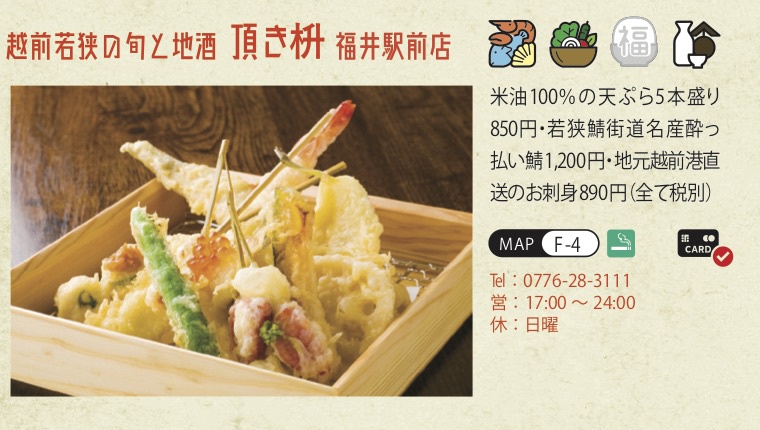 越前若狭の旬と地酒 頂き枡 福井駅前店
福
米油100%の天ぷら5本盛り
850円・若狭鯖街道名産酔っ
払い鯖1,200円・地元越前港直
送のお刺身890円（全て税別）
MAP F-4
CARD
Tel：0776-28-3111
営：17:00 ～ 24:00
休：日曜